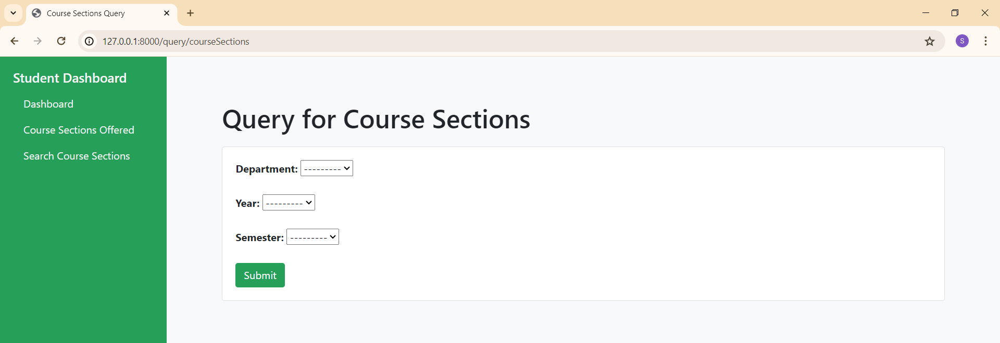 Course Sections Query
127.0.0.1:8000/query/courseSections
S
Student Dashboard
Dashboard
Course Sections Offered
Search Course Sections
Query for Course Sections
Department: ---------
Year: ---------
Semester: ---------
Submit